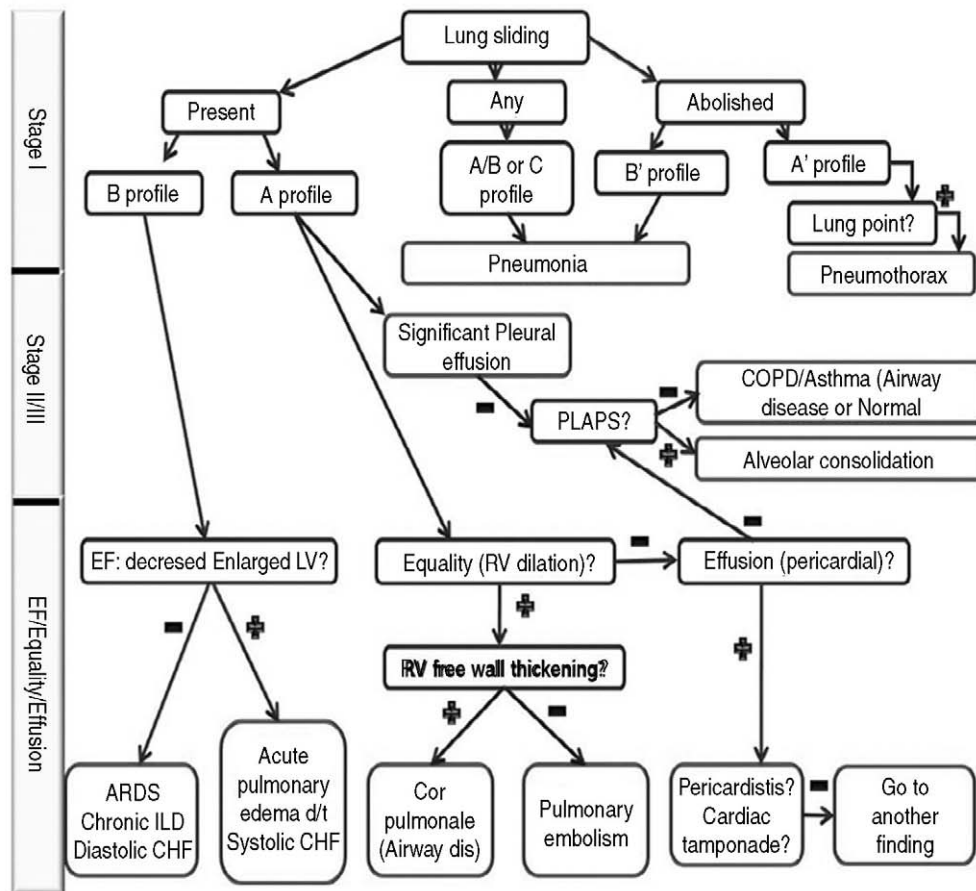 Stage I
Lung sliding
Present
Any
Abolished
B profile
A profile
A/B or C
profile
B' profile
A' profile
Lung point?
Pneumonia
Pneumothorax
Stage II/III
Significant Pleural
effusion
PLAPS?
COPD/Asthma (Airway
disease or Normal
Alveolar consolidation
EF/Equality/Effusion
EF: decresed Enlarged LV?
Equality (RV dilation)?
Effusion (pericardial)?
RV free wall thickening?
ARDS
Chronic ILD
Diastolic CHF
Acute
pulmonary
edema d/t
Systolic CHF
Cor
pulmonale
(Airway dis)
Pulmonary
embolism
Pericardistis?
Cardiac
tamponade?
Go to
another
finding